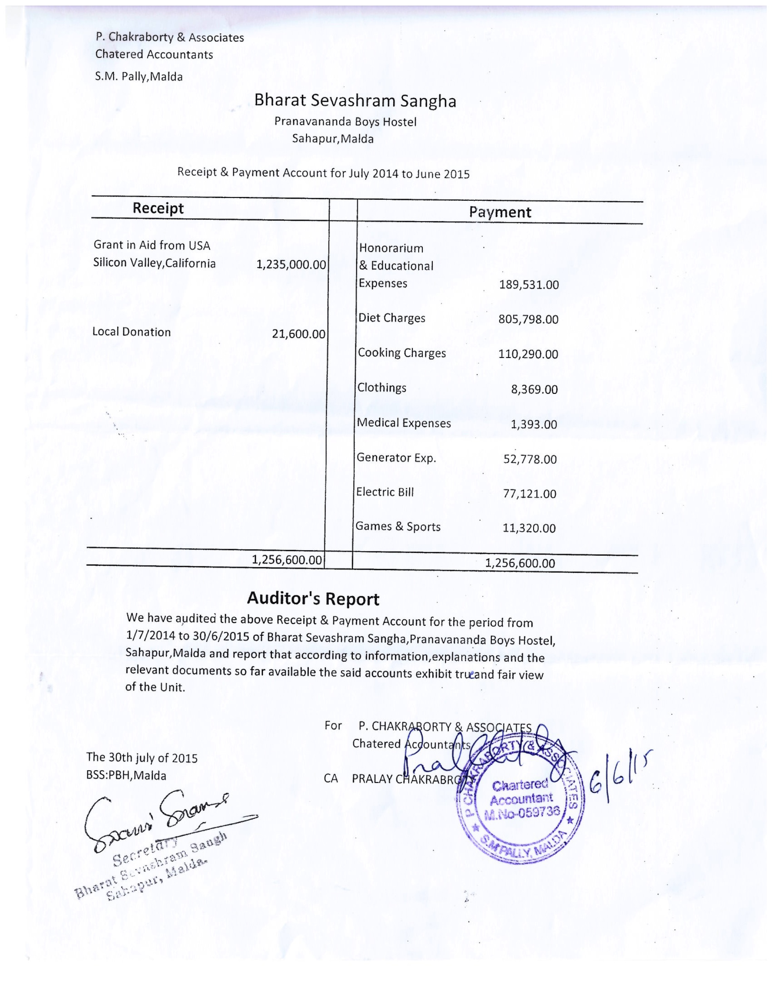 P. Chakraborty & Associates
Chatered Accountants
S.M. Pally,Malda
Bharat Sevashram Sangha
Pranavananda Boys Hostel
Sahapur,Malda
Receipt & Payment Account for July 2014 to June 2015
Receipt Payment
Grant in Aid from USA
Silicon Valley,California 1,235,000.00
Honorarium
& Educational
Expenses 189,531.00
Diet Charges 805,798.00
Local Donation 21,600.00
Cooking Charges 110,290.00
Clothings 8,369.00
Medical Expenses 1,393.00
Generator Exp. 52,778.00
Electric Bill 77,121.00
Games & Sports 11,320.00
1,256,600.00 1,256,600.00
Auditor's Report
We have audited the above Receipt & Payment Account for the period from
1/7/2014 to 30/6/2015 of Bharat Sevashram Sangha,Pranavananda Boys Hostel,
Sahapur,Malda and report that according to information,explanations and the
relevant documents so far available the said accounts exhibit trueand fair view
of the Unit.
For P. CHAKRABORTY & ASSOCIATES
Chatered Accountants
The 30th july of 2015
BSS:PBH,Malda
CA PRALAY CHAKRABROTY
6/6/15
P CHAKRABORTY & ASSOCIATES
Chartered
Accountant
M.No-059736
★ S.M PALLY, MALDA ★
Secretary
Bharat Sevashram Sangh
Sahapur, Malda.